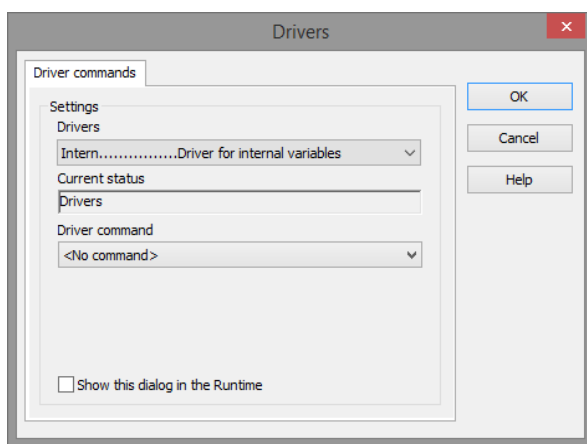 Drivers
Driver commands
Settings
Drivers
Intern................Driver for internal variables
Current status
Drivers
Driver command
<No command>
Show this dialog in the Runtime
OK
Cancel
Help